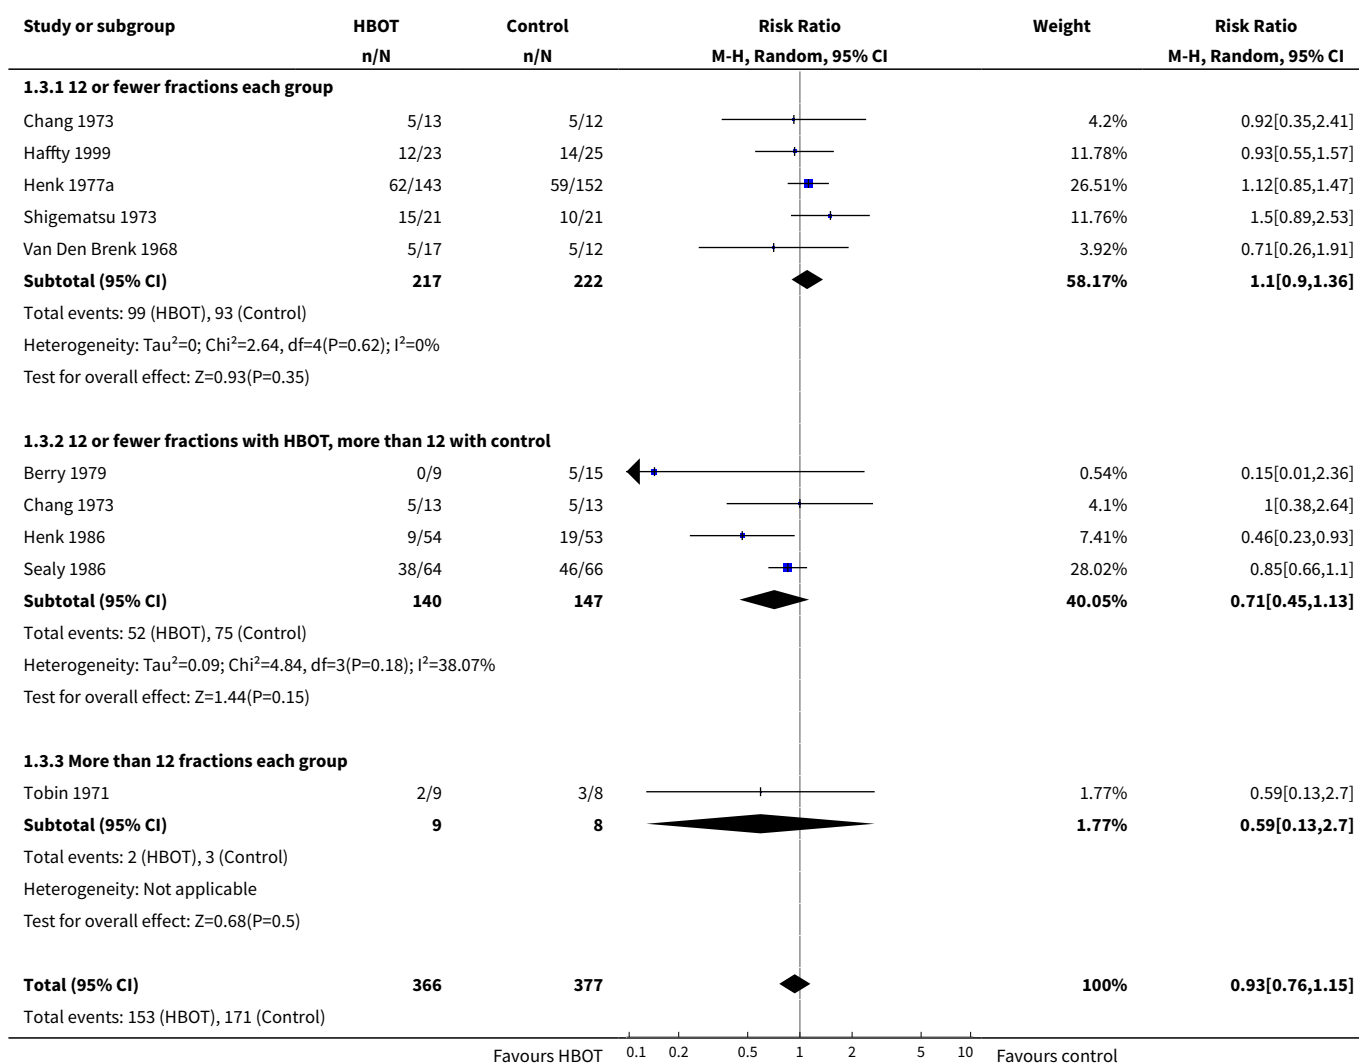 Study or subgroup HBOT Control Risk Ratio Weight Risk Ratio
n/N n/N M-H, Random, 95% CI M-H, Random, 95% CI
1.3.1 12 or fewer fractions each group
Chang 1973 5/13 5/12 4.2% 0.92[0.35,2.41]
Haffty 1999 12/23 14/25 11.78% 0.93[0.55,1.57]
Henk 1977a 62/143 59/152 26.51% 1.12[0.85,1.47]
Shigematsu 1973 15/21 10/21 11.76% 1.5[0.89,2.53]
Van Den Brenk 1968 5/17 5/12 3.92% 0.71[0.26,1.91]
Subtotal (95% CI) 217 222 58.17% 1.1[0.9,1.36]
Total events: 99 (HBOT), 93 (Control)
Heterogeneity: Tau²=0; Chi²=2.64, df=4(P=0.62); I²=0%
Test for overall effect: Z=0.93(P=0.35)
1.3.2 12 or fewer fractions with HBOT, more than 12 with control
Berry 1979 0/9 5/15 0.54% 0.15[0.01,2.36]
Chang 1973 5/13 5/13 4.1% 1[0.38,2.64]
Henk 1986 9/54 19/53 7.41% 0.46[0.23,0.93]
Sealy 1986 38/64 46/66 28.02% 0.85[0.66,1.1]
Subtotal (95% CI) 140 147 40.05% 0.71[0.45,1.13]
Total events: 52 (HBOT), 75 (Control)
Heterogeneity: Tau²=0.09; Chi²=4.84, df=3(P=0.18); I²=38.07%
Test for overall effect: Z=1.44(P=0.15)
1.3.3 More than 12 fractions each group
Tobin 1971 2/9 3/8 1.77% 0.59[0.13,2.7]
Subtotal (95% CI) 9 8 1.77% 0.59[0.13,2.7]
Total events: 2 (HBOT), 3 (Control)
Heterogeneity: Not applicable
Test for overall effect: Z=0.68(P=0.5)
Total (95% CI) 366 377 100% 0.93[0.76,1.15]
Total events: 153 (HBOT), 171 (Control)
Favours HBOT 0.1 0.2 0.5 1 2 5 10 Favours control